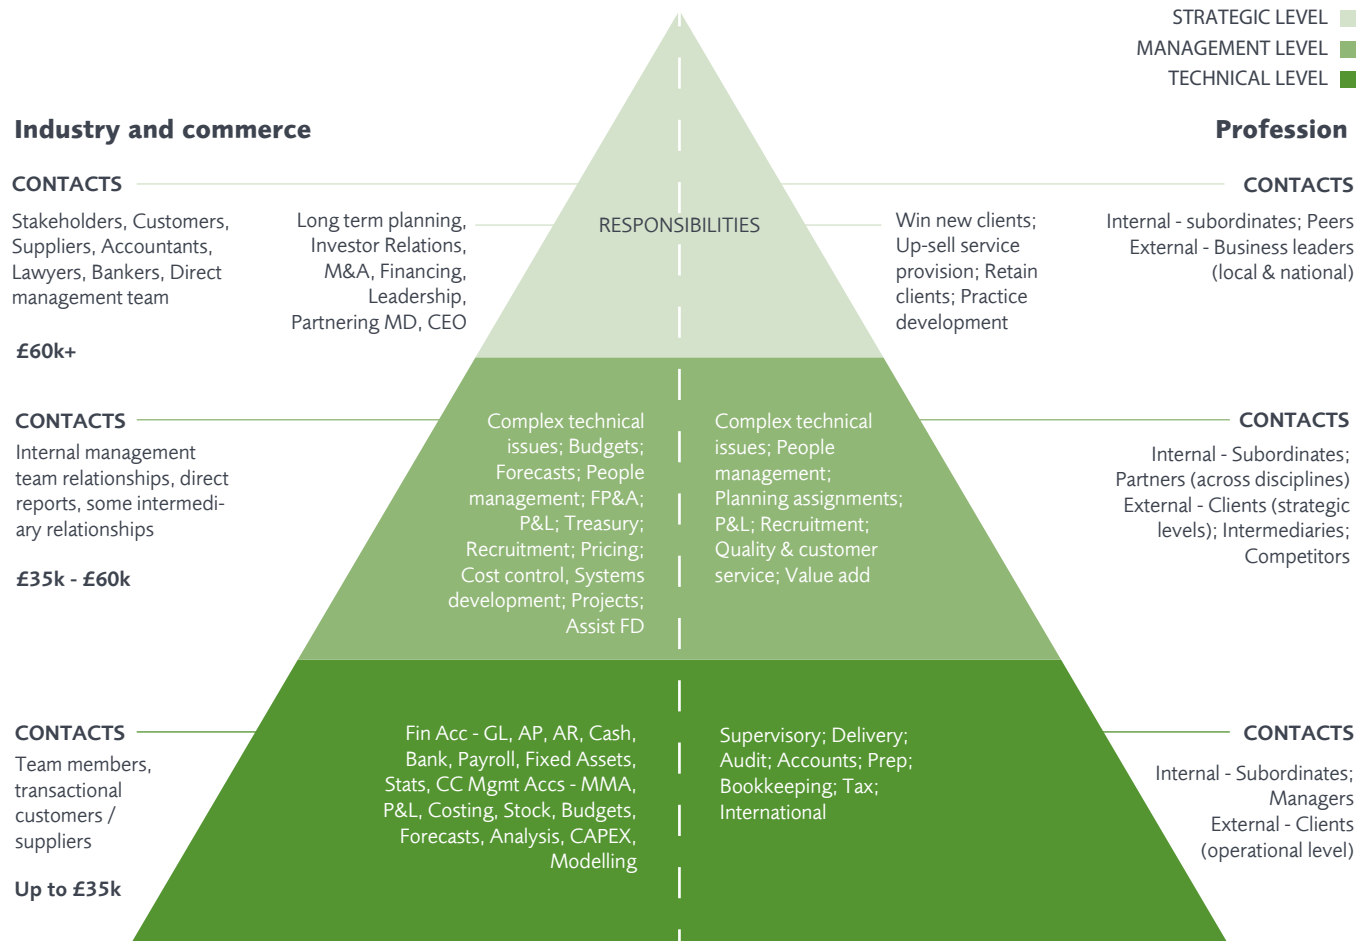 STRATEGIC LEVEL
MANAGEMENT LEVEL
TECHNICAL LEVEL
Industry and commerce
Profession
CONTACTS
Stakeholders, Customers,
Suppliers, Accountants,
Lawyers, Bankers, Direct
management team
£60k+
Long term planning,
Investor Relations,
M&A, Financing,
Leadership,
Partnering MD, CEO
RESPONSIBILITIES
Win new clients;
Up-sell service
provision; Retain
clients; Practice
development
CONTACTS
Internal - subordinates; Peers
External - Business leaders
(local & national)
CONTACTS
Internal management
team relationships, direct
reports, some intermedi-
ary relationships
£35k - £60k
Complex technical
issues; Budgets;
Forecasts; People
management; FP&A;
P&L; Treasury;
Recruitment; Pricing;
Cost control, Systems
development; Projects;
Assist FD
Complex technical
issues; People
management;
Planning assignments;
P&L; Recruitment;
Quality & customer
service; Value add
CONTACTS
Internal - Subordinates;
Partners (across disciplines)
External - Clients (strategic
levels); Intermediaries;
Competitors
CONTACTS
Team members,
transactional
customers /
suppliers
Up to £35k
Fin Acc - GL, AP, AR, Cash,
Bank, Payroll, Fixed Assets,
Stats, CC Mgmt Accs - MMA,
P&L, Costing, Stock, Budgets,
Forecasts, Analysis, CAPEX,
Modelling
Supervisory; Delivery;
Audit; Accounts; Prep;
Bookkeeping; Tax;
International
CONTACTS
Internal - Subordinates;
Managers
External - Clients
(operational level)